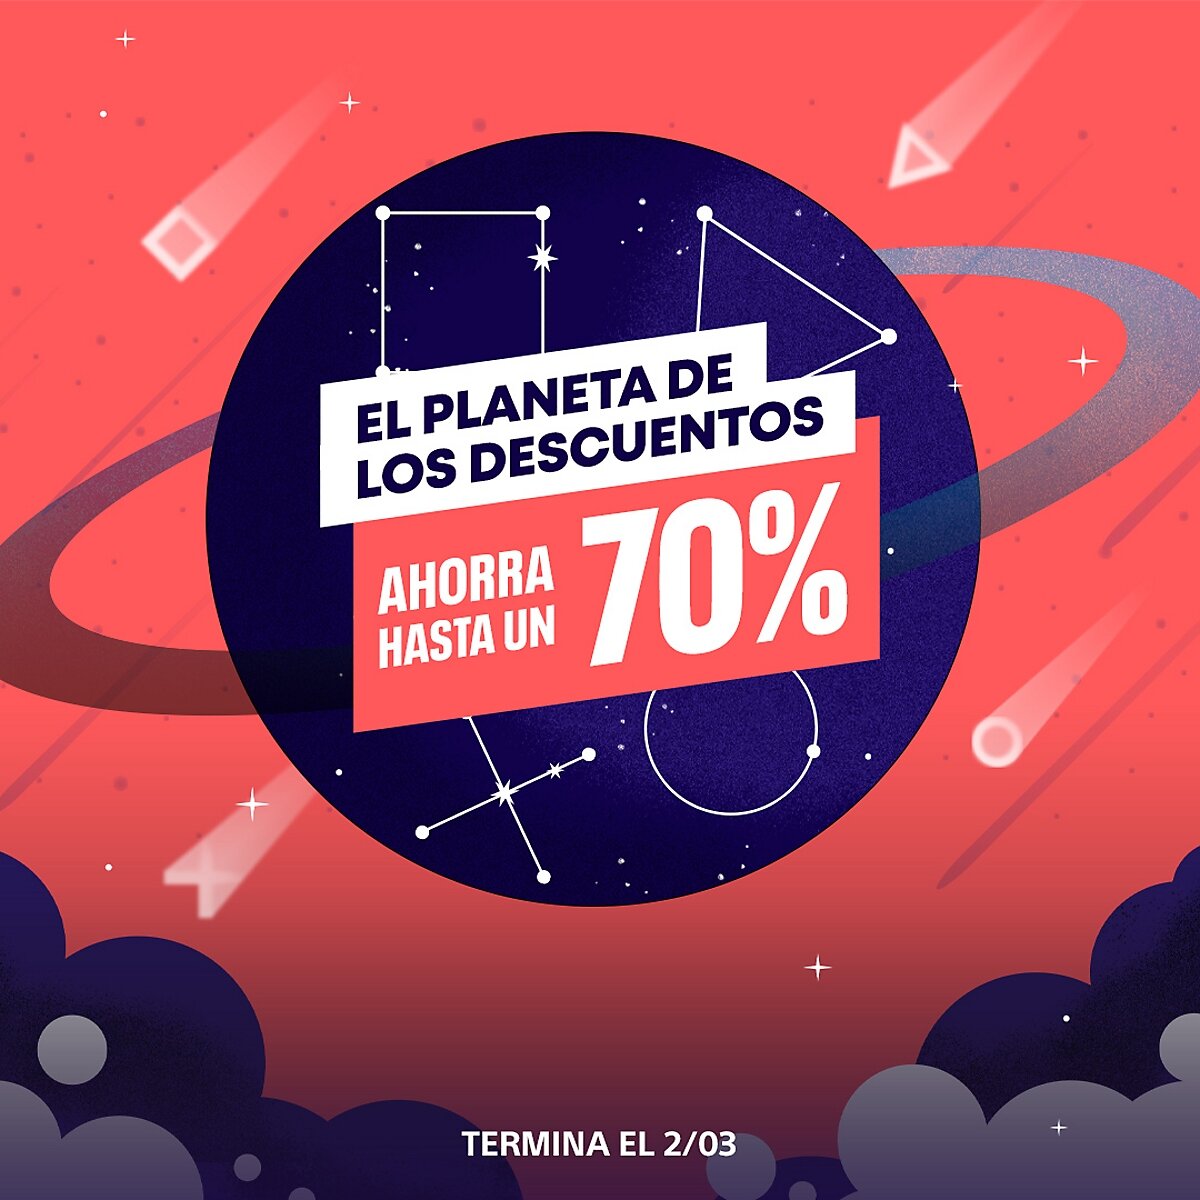 EL PLANETA DE
LOS DESCUENTOS
AHORRA
HASTA UN
70%
TERMINA EL 2/03